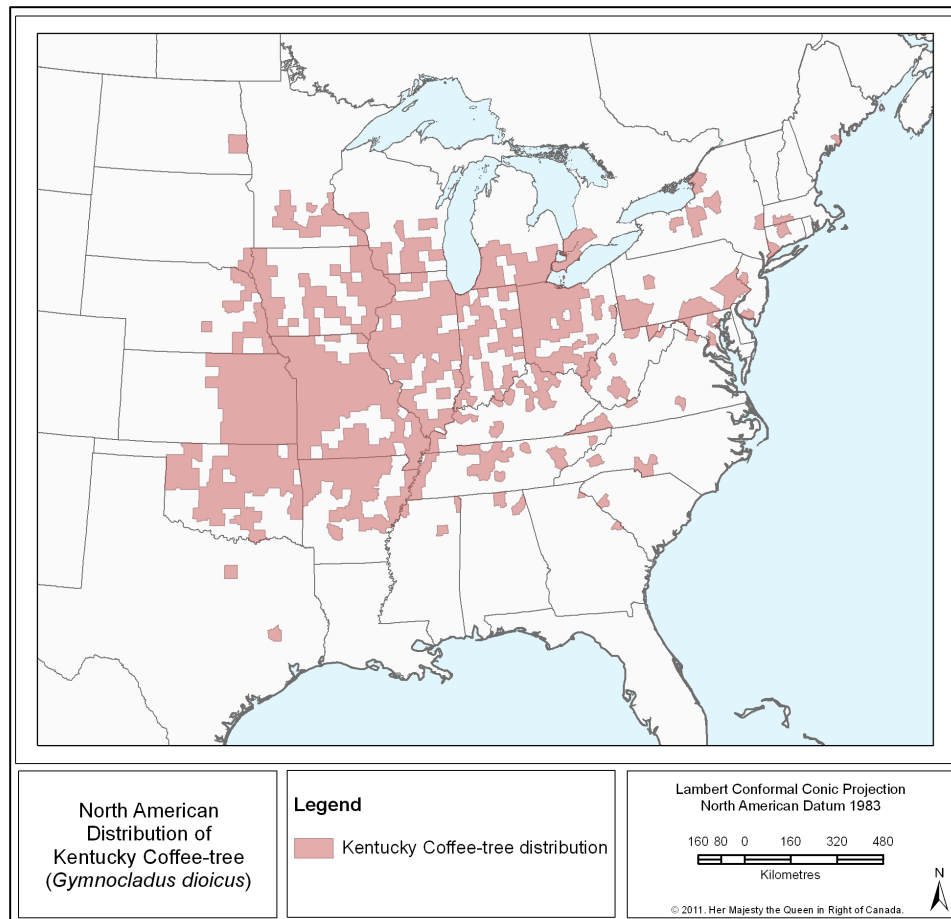 North American
Distribution of
Kentucky Coffee-tree
(Gymnocladus dioicus)
Legend
Kentucky Coffee-tree distribution
Lambert Conformal Conic Projection
North American Datum 1983
160 80 0 160 320 480
Kilometres
N
© 2011. Her Majesty the Queen in Right of Canada.